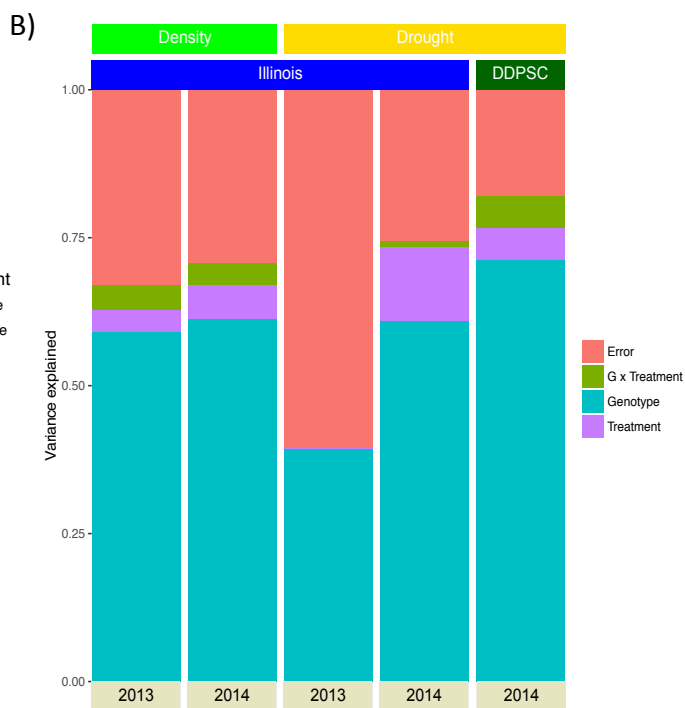 B)
Density Drought
Illinois DDPSC
1.00
0.75
0.50
0.25
0.00
Variance explained
nt
e
e
Error
G x Treatment
Genotype
Treatment
2013 2014 2013 2014 2014